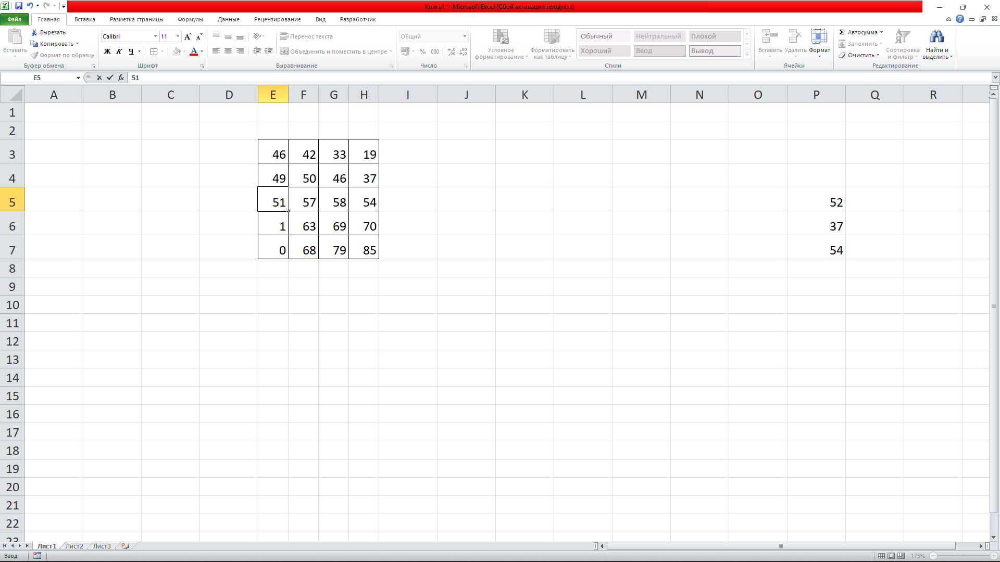 Книга1 - Microsoft Excel (Сбой активации продукта)
Файл Главная Вставка Разметка страницы Формулы Данные Рецензирование Вид Разработчик
Вставить
Вырезать
Копировать
Формат по образцу
Буфер обмена
Calibri 11
Ж К Ч А
Шрифт
Перенос текста
Объединить и поместить в центре
Выравнивание
Общий
% 000
Число
Условное форматирование
Форматировать как таблицу
Обычный Нейтральный Плохой
Хороший Ввод Вывод
Стили
Вставить Удалить Формат
Ячейки
Σ Автосумма
Заполнить
Очистить
Сортировка и фильтр
Найти и выделить
Редактирование
E5 fx 51
A B C D E F G H I J K L M N O P Q R
1
2
3 46 42 33 19
4 49 50 46 37
5 51 57 58 54 52
6 1 63 69 70 37
7 0 68 79 85 54
8
9
10
11
12
13
14
15
16
17
18
19
20
21
22
23
Лист1 Лист2 Лист3
Ввод 175%